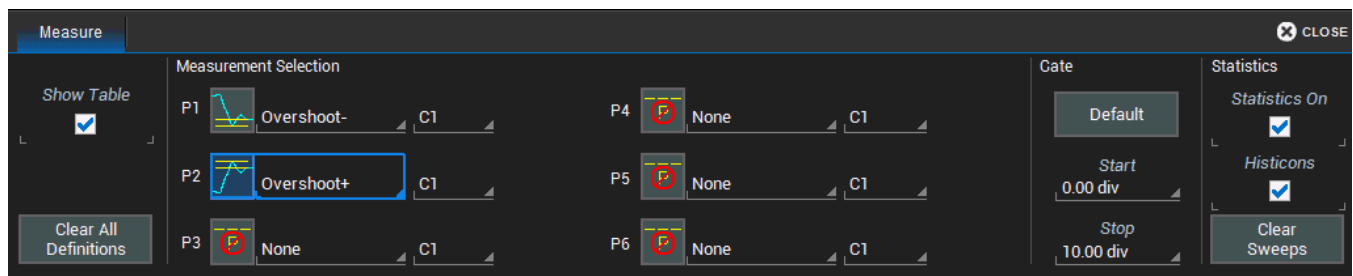 Measure
CLOSE
Show Table
Clear All
Definitions
Measurement Selection
P1 Overshoot- C1
P2 Overshoot+ C1
P3 P None C1
P4 P None C1
P5 P None C1
P6 P None C1
Gate
Default
Start
0.00 div
Stop
10.00 div
Statistics
Statistics On
Histicons
Clear
Sweeps